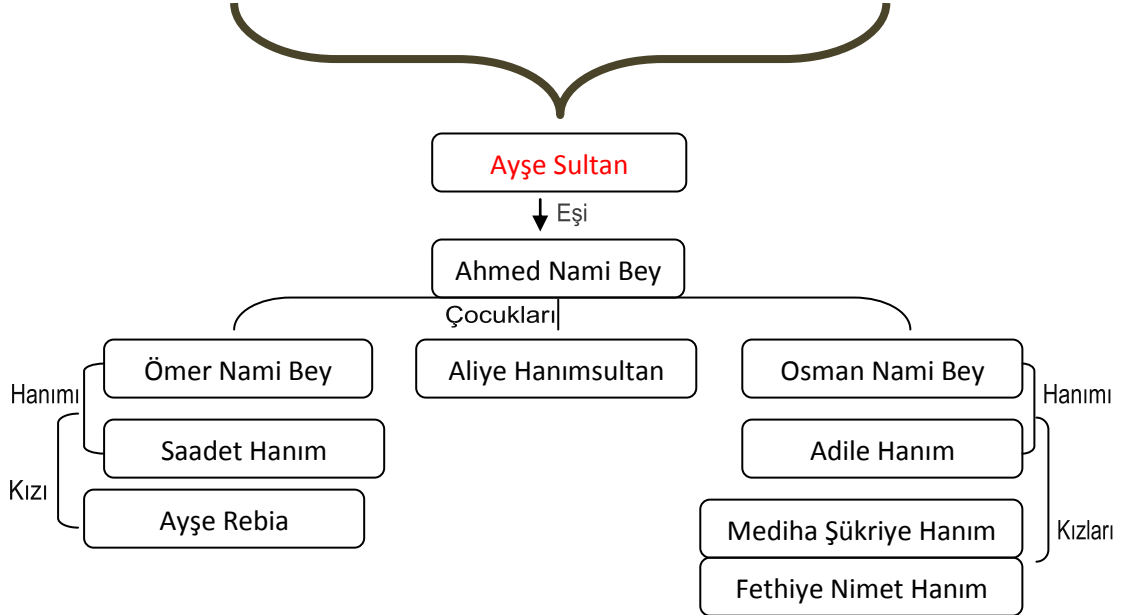 Ayşe Sultan
Eşi
Ahmed Nami Bey
Çocukları
Ömer Nami Bey
Aliye Hanımsultan
Osman Nami Bey
Hanımı
Hanımı
Saadet Hanım
Adile Hanım
Kızı
Ayşe Rebia
Mediha Şükriye Hanım
Kızları
Fethiye Nimet Hanım